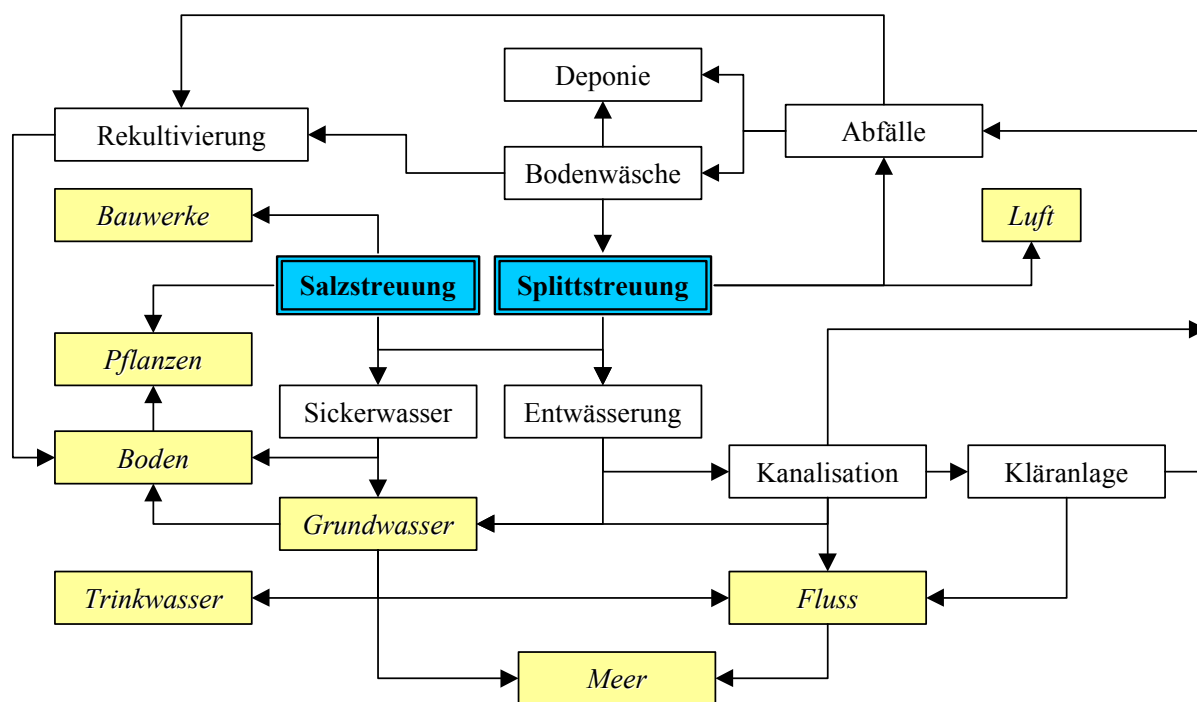 Deponie
Rekultivierung
Abfälle
Bodenwäsche
Bauwerke
Luft
Salzstreuung
Splittstreuung
Pflanzen
Sickerwasser
Entwässerung
Boden
Kanalisation
Kläranlage
Grundwasser
Trinkwasser
Fluss
Meer